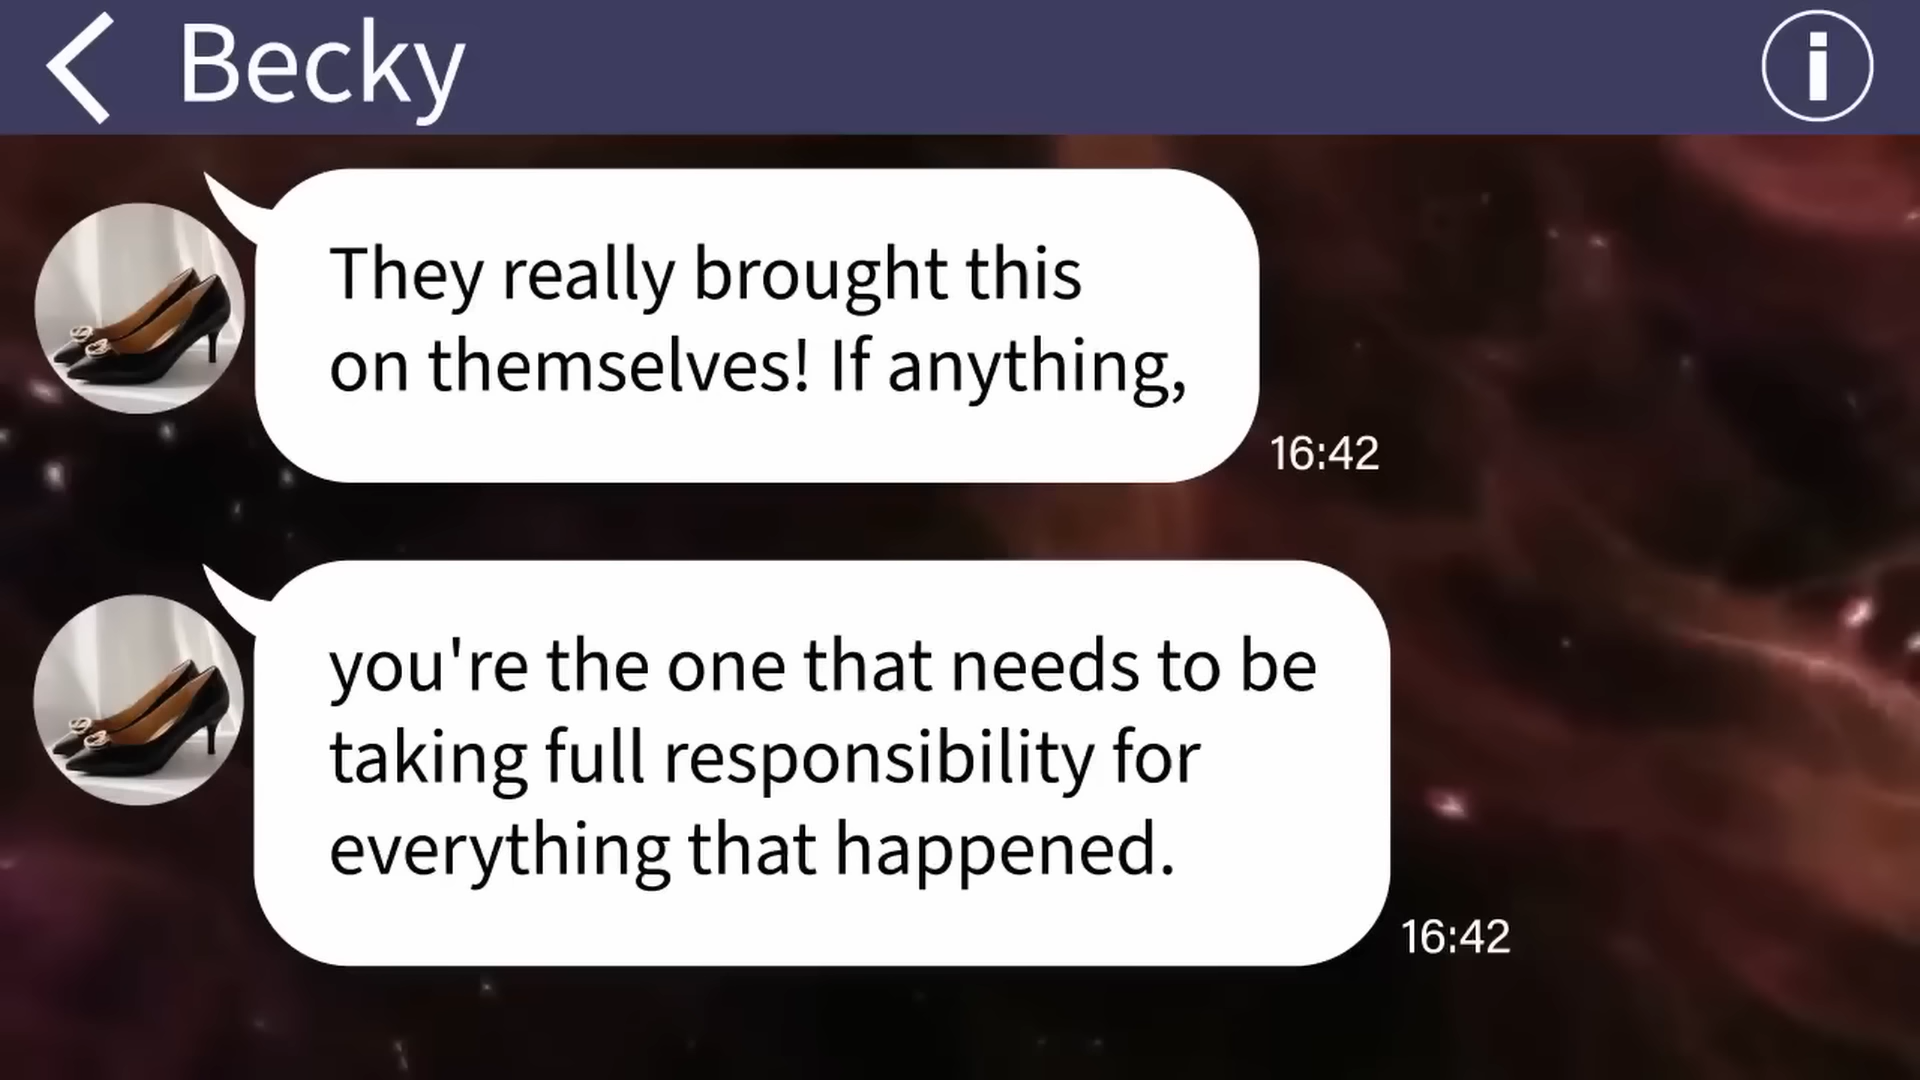 Becky
They really brought this
on themselves! If anything,
16:42
you're the one that needs to be
taking full responsibility for
everything that happened.
16:42